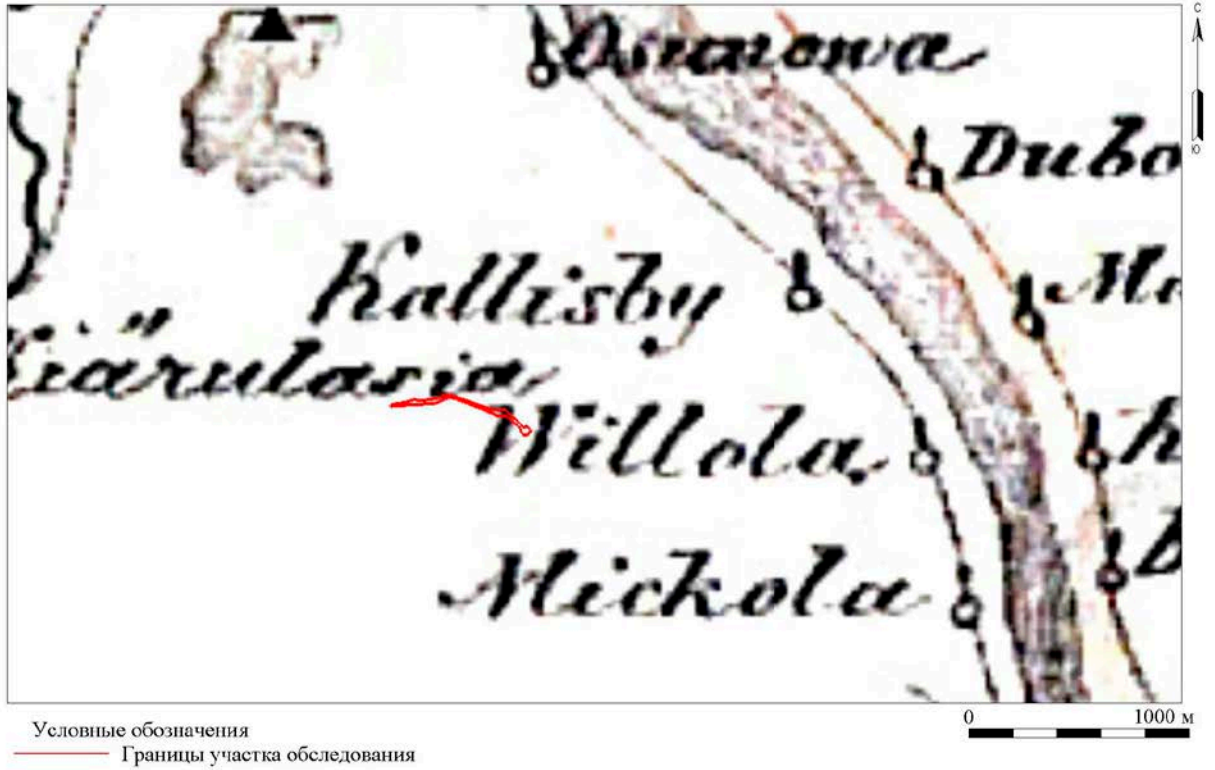 С
Ю
Dubo
Kallisby
Willola
Mickola
0 1000 м
Условные обозначения
Границы участка обследования